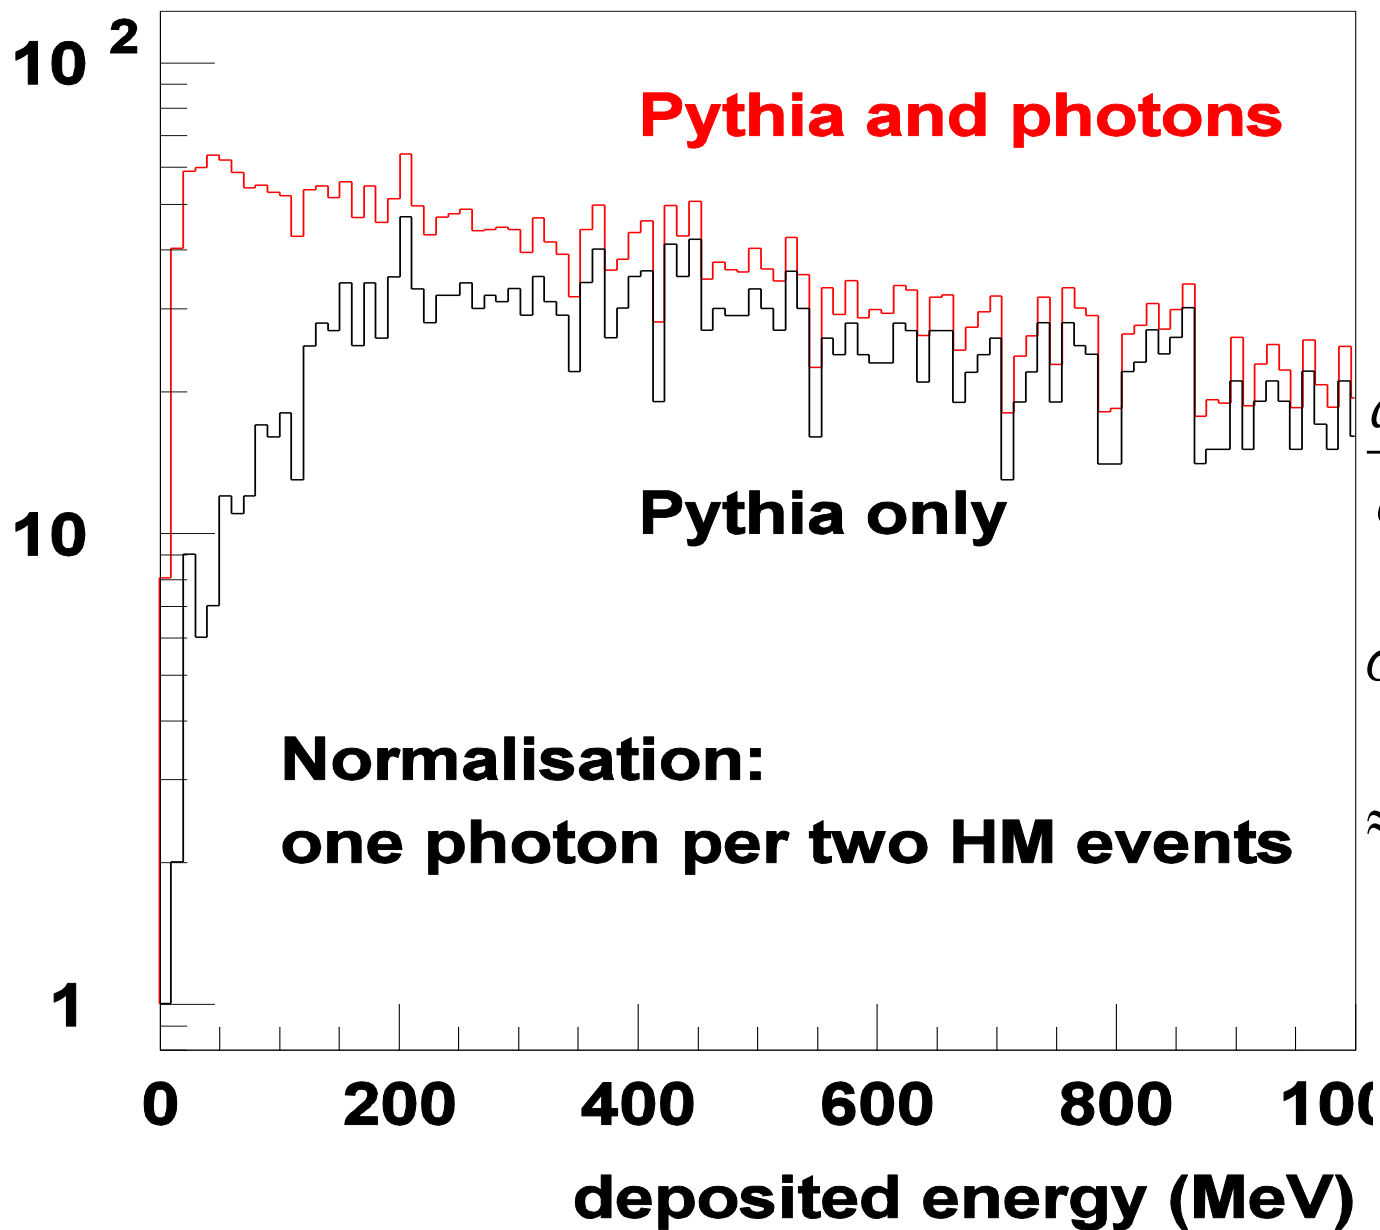 10 2
Pythia and photons
10
Pythia only
Normalisation:
one photon per two HM events
1
0 200 400 600 800
deposited energy (MeV)